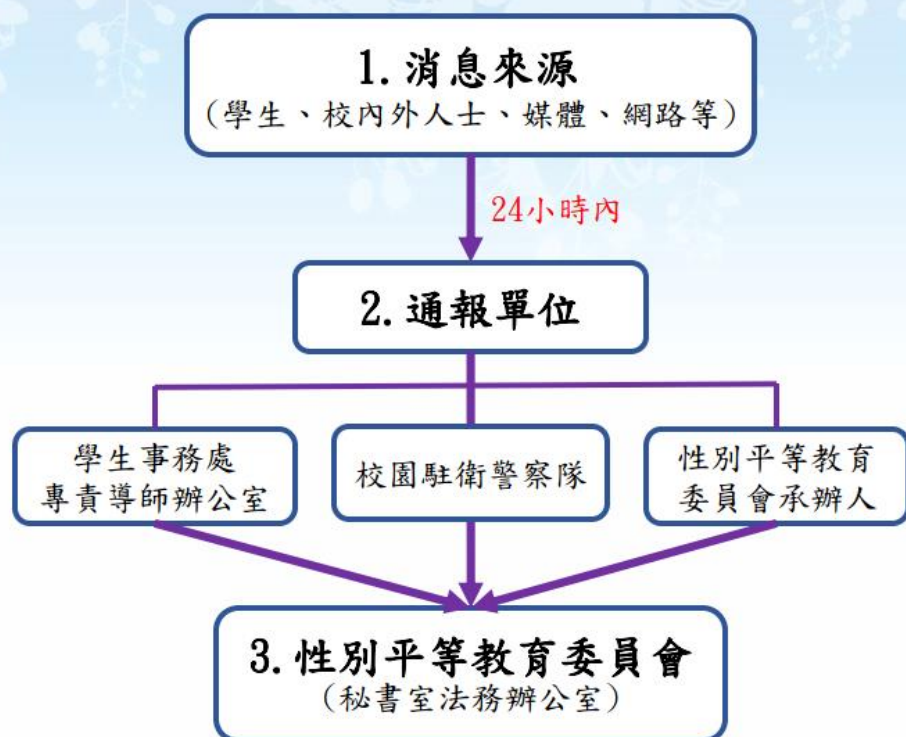 1.消息來源
（學生、校內外人士、媒體、網路等）
24小時內
2.通報單位
學生事務處
專責導師辦公室
校園駐衛警察隊
性別平等教育
委員會承辦人
3.性別平等教育委員會
（秘書室法務辦公室）